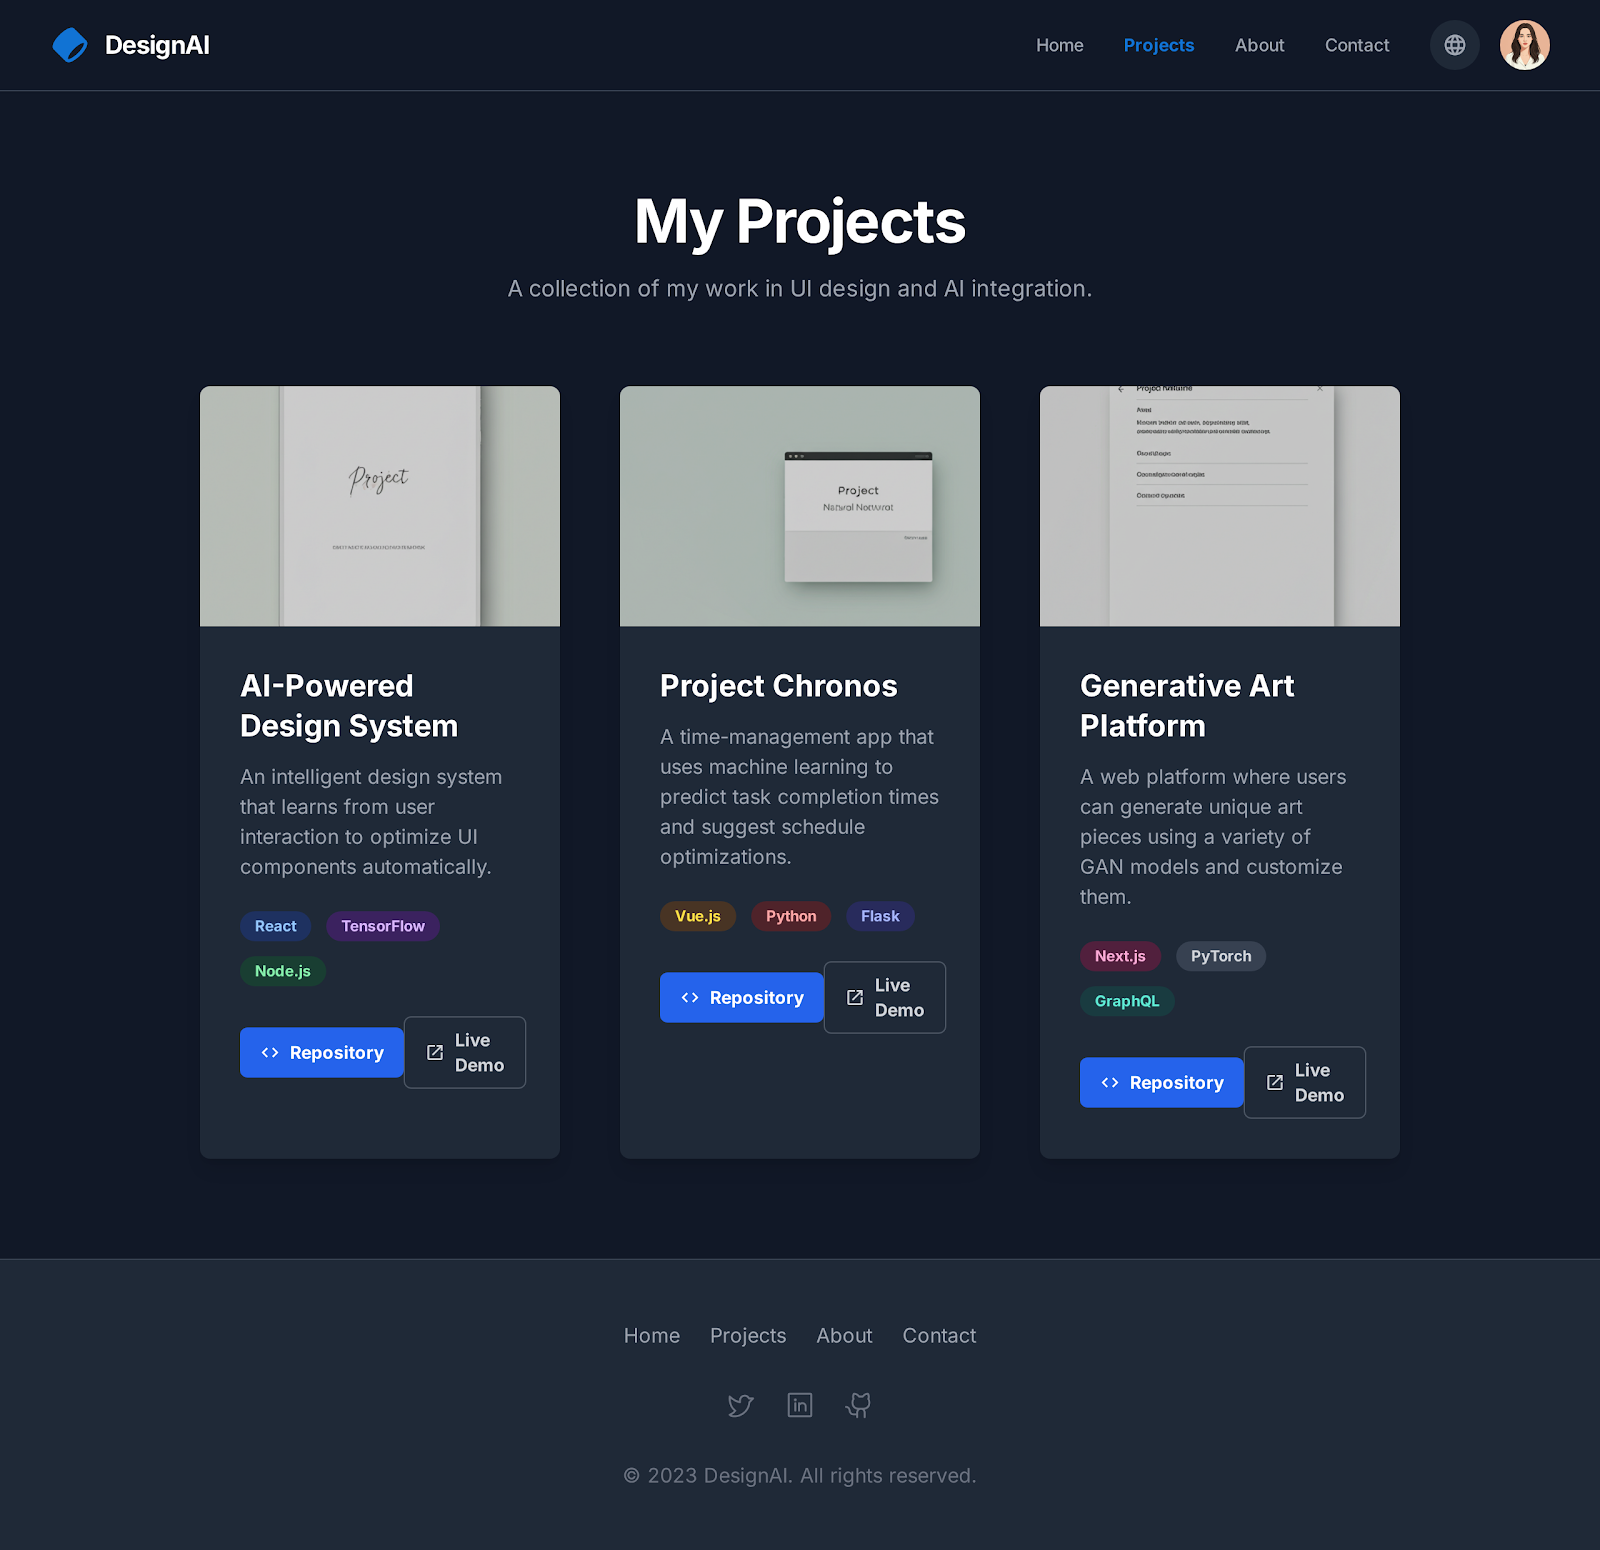 DesignAI
Home
Projects
About
Contact
My Projects
A collection of my work in UI design and AI integration.
Project
Project
AI-Powered
Design System
An intelligent design system
that learns from user
interaction to optimize UI
components automatically.
React
TensorFlow
Node.js
Repository
Live
Demo
Project Chronos
A time-management app that
uses machine learning to
predict task completion times
and suggest schedule
optimizations.
Vue.js
Python
Flask
Repository
Live
Demo
Generative Art
Platform
A web platform where users
can generate unique art
pieces using a variety of
GAN models and customize
them.
Next.js
PyTorch
GraphQL
Repository
Live
Demo
Home
Projects
About
Contact
© 2023 DesignAI. All rights reserved.